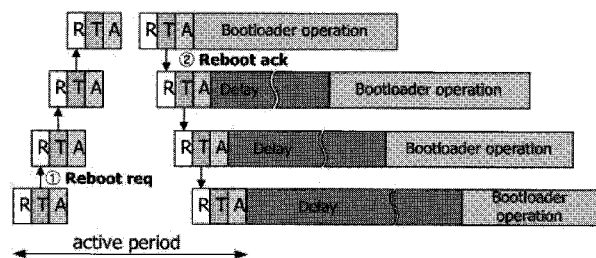 R T A R T A Bootloader operation
② Reboot ack
R T A R T A Delay Bootloader operation
R T A R T A Delay Bootloader operation
① Reboot req
R T A R T A Delay Bootloader operation
active period